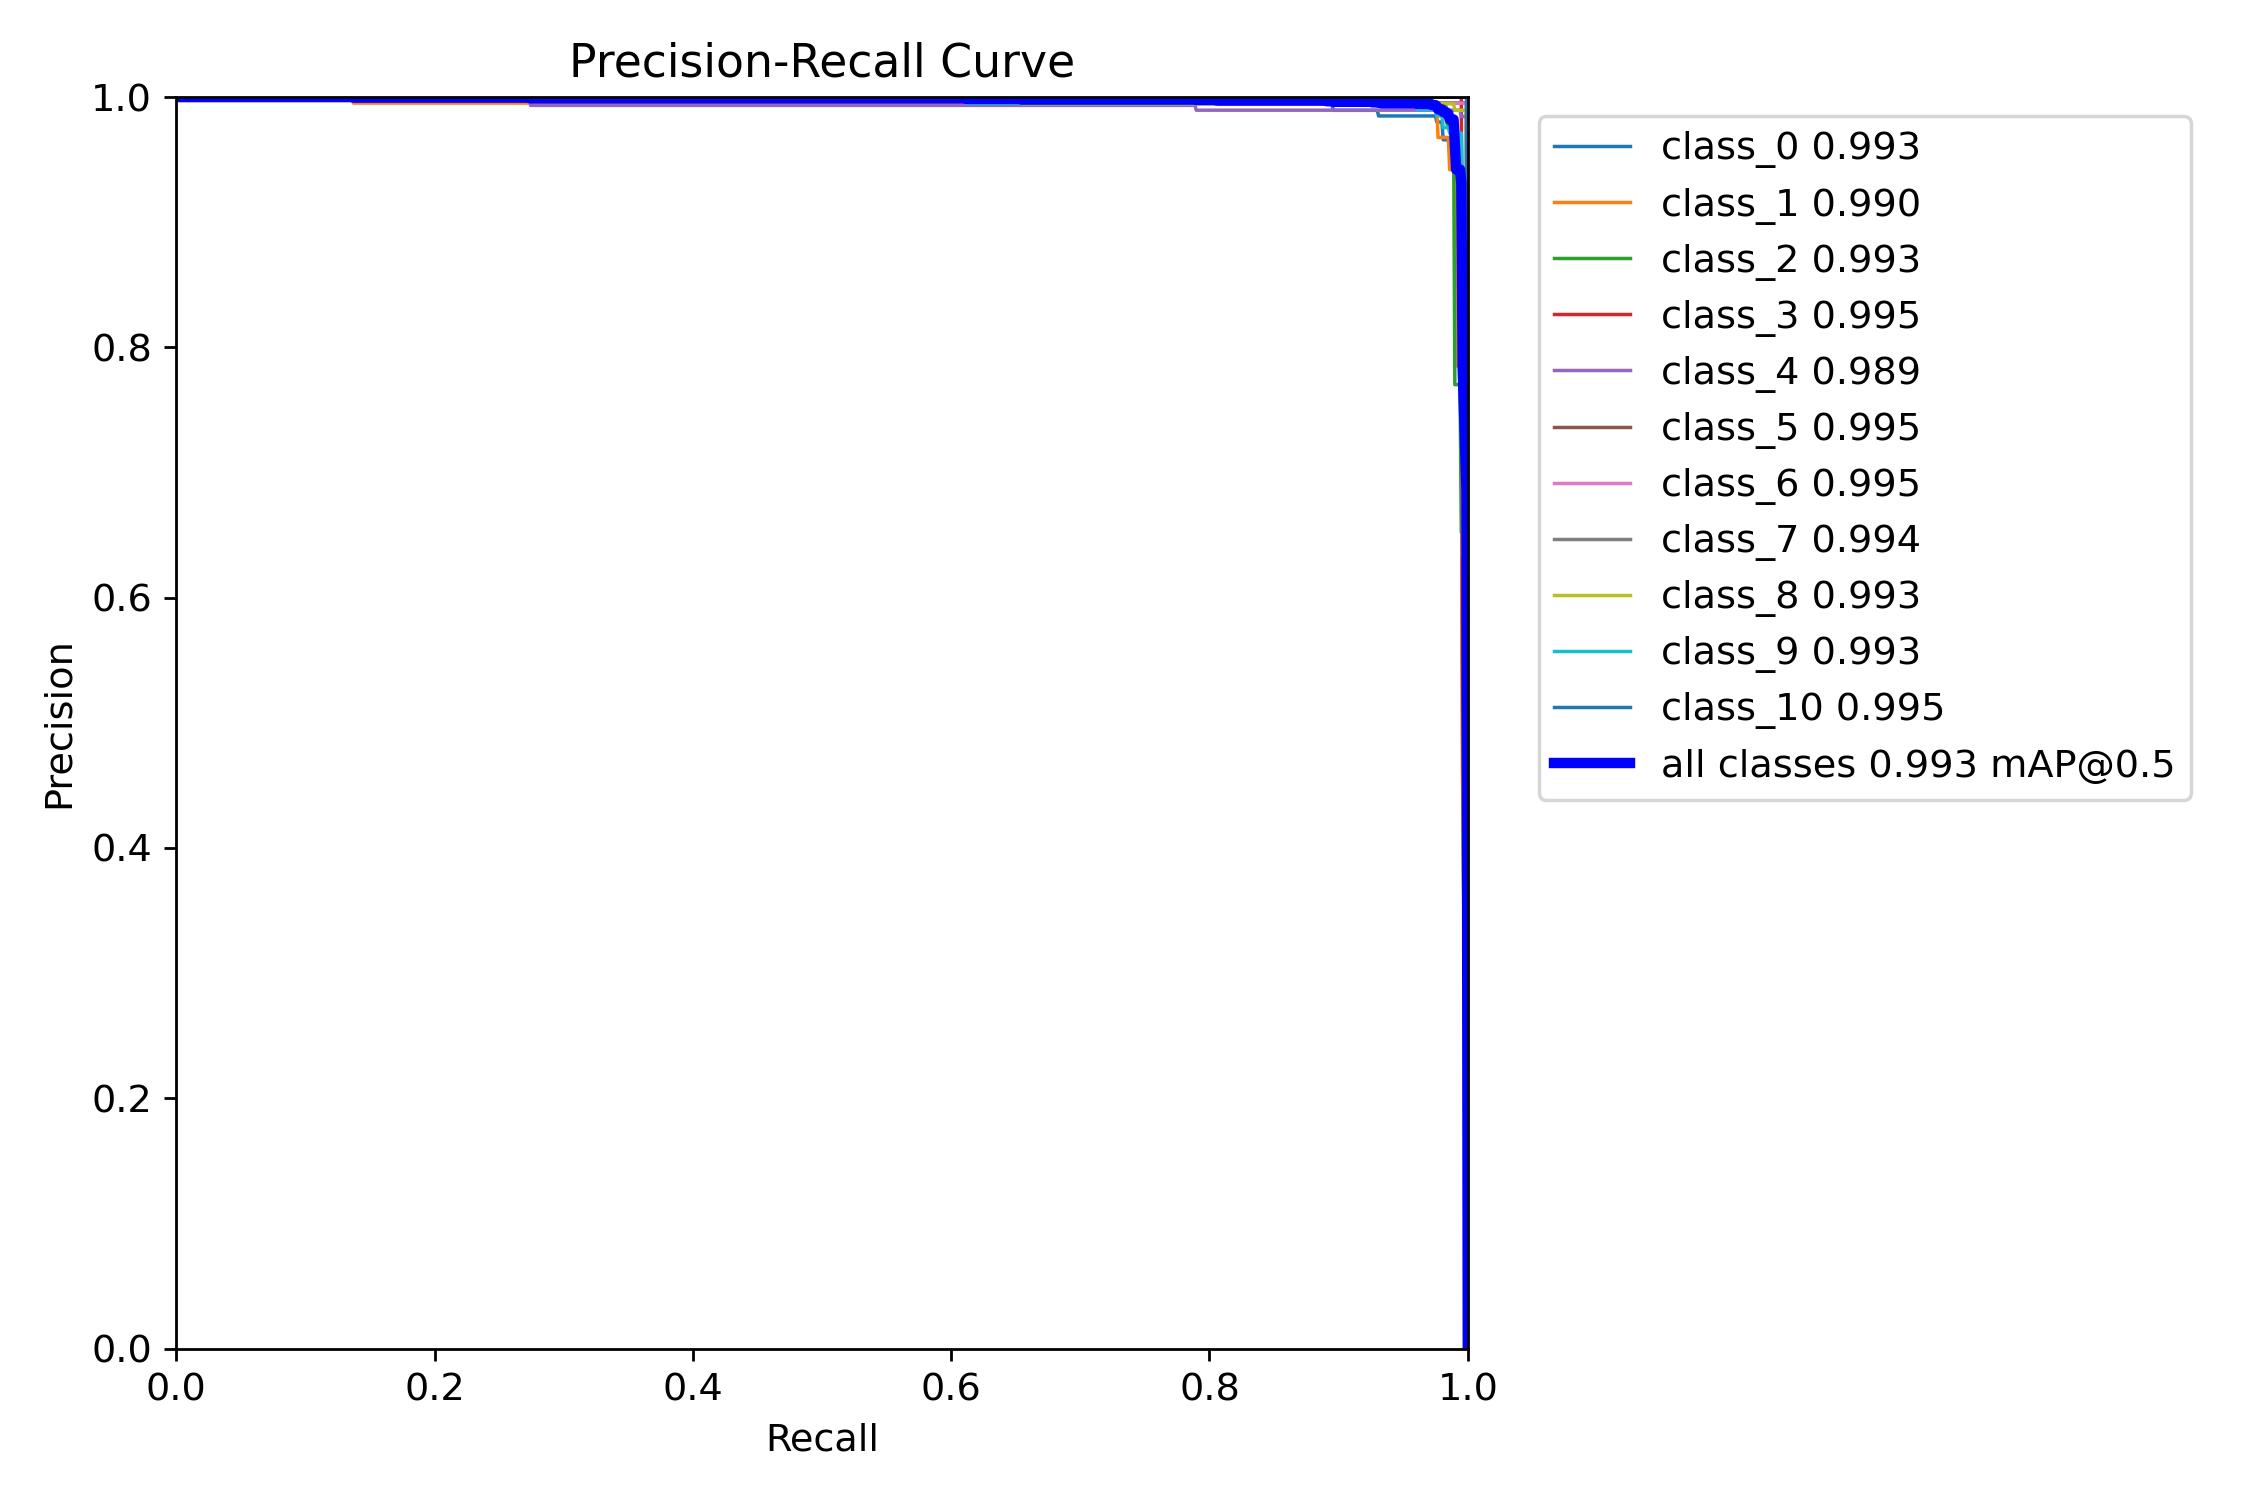 Precision-Recall Curve
1.0
0.8
0.6
0.4
0.2
0.0
Precision
0.0 0.2 0.4 0.6 0.8 1.0
Recall
class_0 0.993
class_1 0.990
class_2 0.993
class_3 0.995
class_4 0.989
class_5 0.995
class_6 0.995
class_7 0.994
class_8 0.993
class_9 0.993
class_10 0.995
all classes 0.993 mAP@0.5